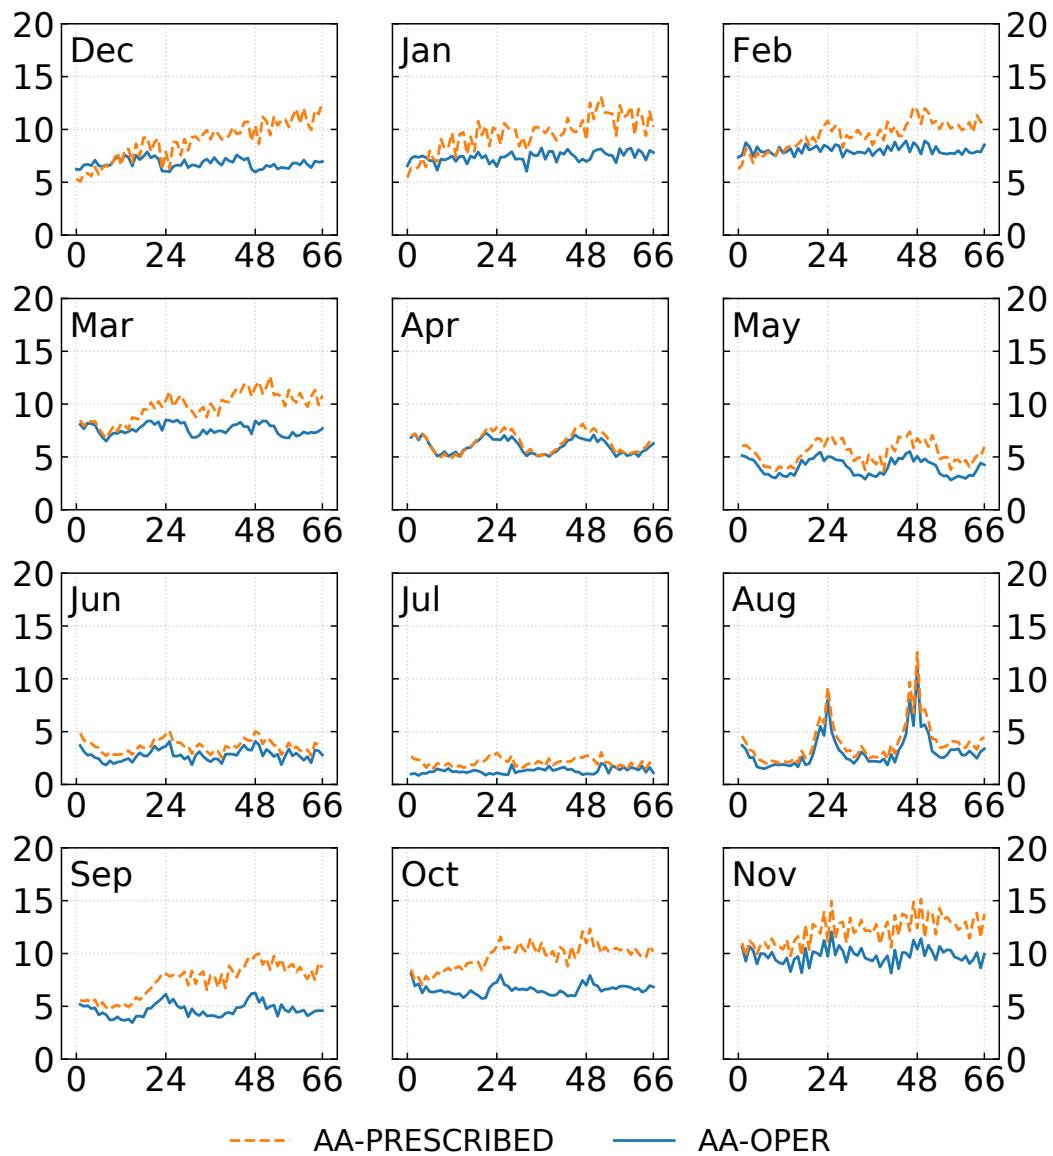 20 Dec Jan Feb 20
15 15
10 10
5 5
0 0
0 24 48 66 0 24 48 66 0 24 48 66
20 Mar Apr May 20
15 15
10 10
5 5
0 0
0 24 48 66 0 24 48 66 0 24 48 66
20 Jun Jul Aug 20
15 15
10 10
5 5
0 0
0 24 48 66 0 24 48 66 0 24 48 66
20 Sep Oct Nov 20
15 15
10 10
5 5
0 0
0 24 48 66 0 24 48 66 0 24 48 66
AA-PRESCRIBED AA-OPER